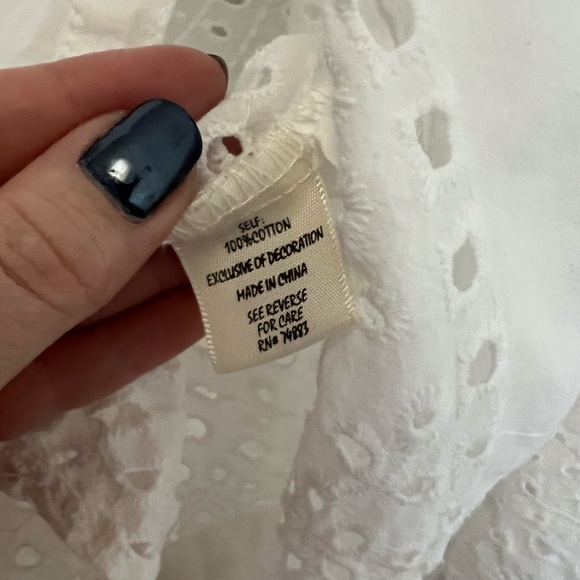 SELF:
100% COTTON
EXCLUSIVE OF DECORATION
MADE IN CHINA
SEE REVERSE
FOR CARE
RN# 74883